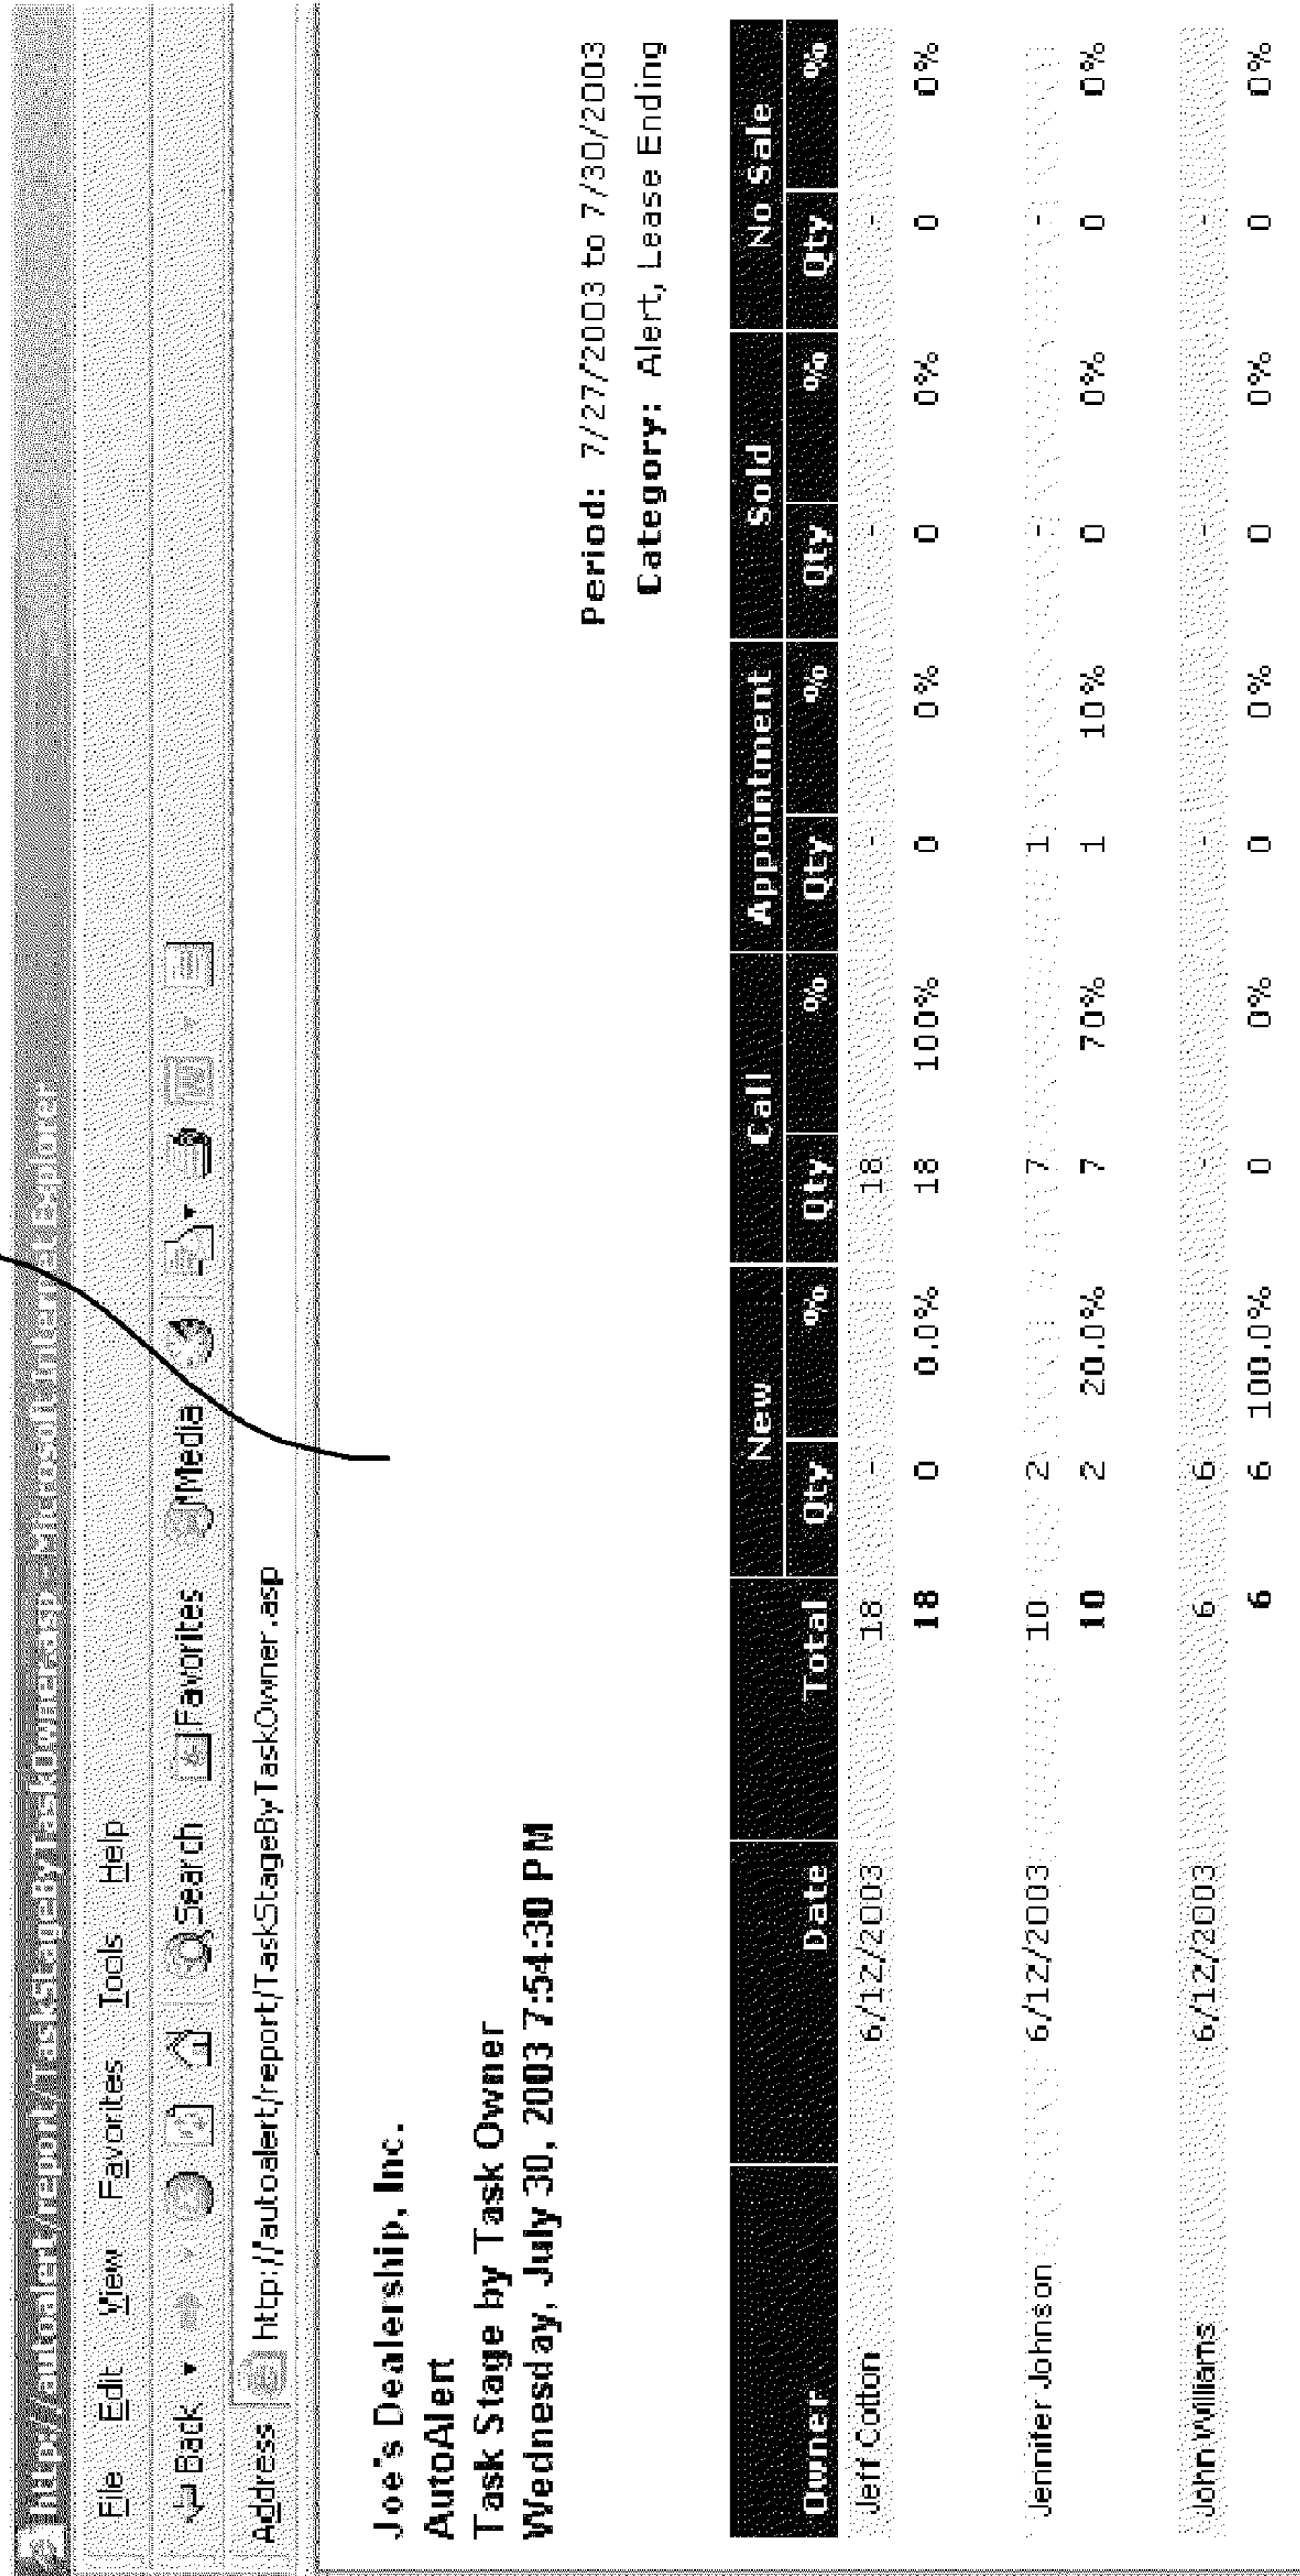 http://autoalert/report/TaskStageByTaskOwner.asp - Microsoft Internet Explorer
File Edit View Favorites Tools Help
Back Search Favorites Media
Address http://autoalert/report/TaskStageByTaskOwner.asp
Joe's Dealership, Inc.
AutoAlert
Task Stage by Task Owner
Wednesday, July 30, 2003 7:54:30 PM
Period: 7/27/2003 to 7/30/2003
Category: Alert, Lease Ending
New Call Appointment Sold No Sale
Owner Date Total Qty % Qty % Qty % Qty % Qty %
Jeff Cotton 6/12/2003 18 - 18 - - -
18 0 0.0% 18 100% 0 0% 0 0% 0 0%
Jennifer Johnson 6/12/2003 10 2 7 1 - -
10 2 20.0% 7 70% 1 10% 0 0% 0 0%
John Williams 6/12/2003 6 6 - - - -
6 6 100.0% 0 0% 0 0% 0 0% 0 0%